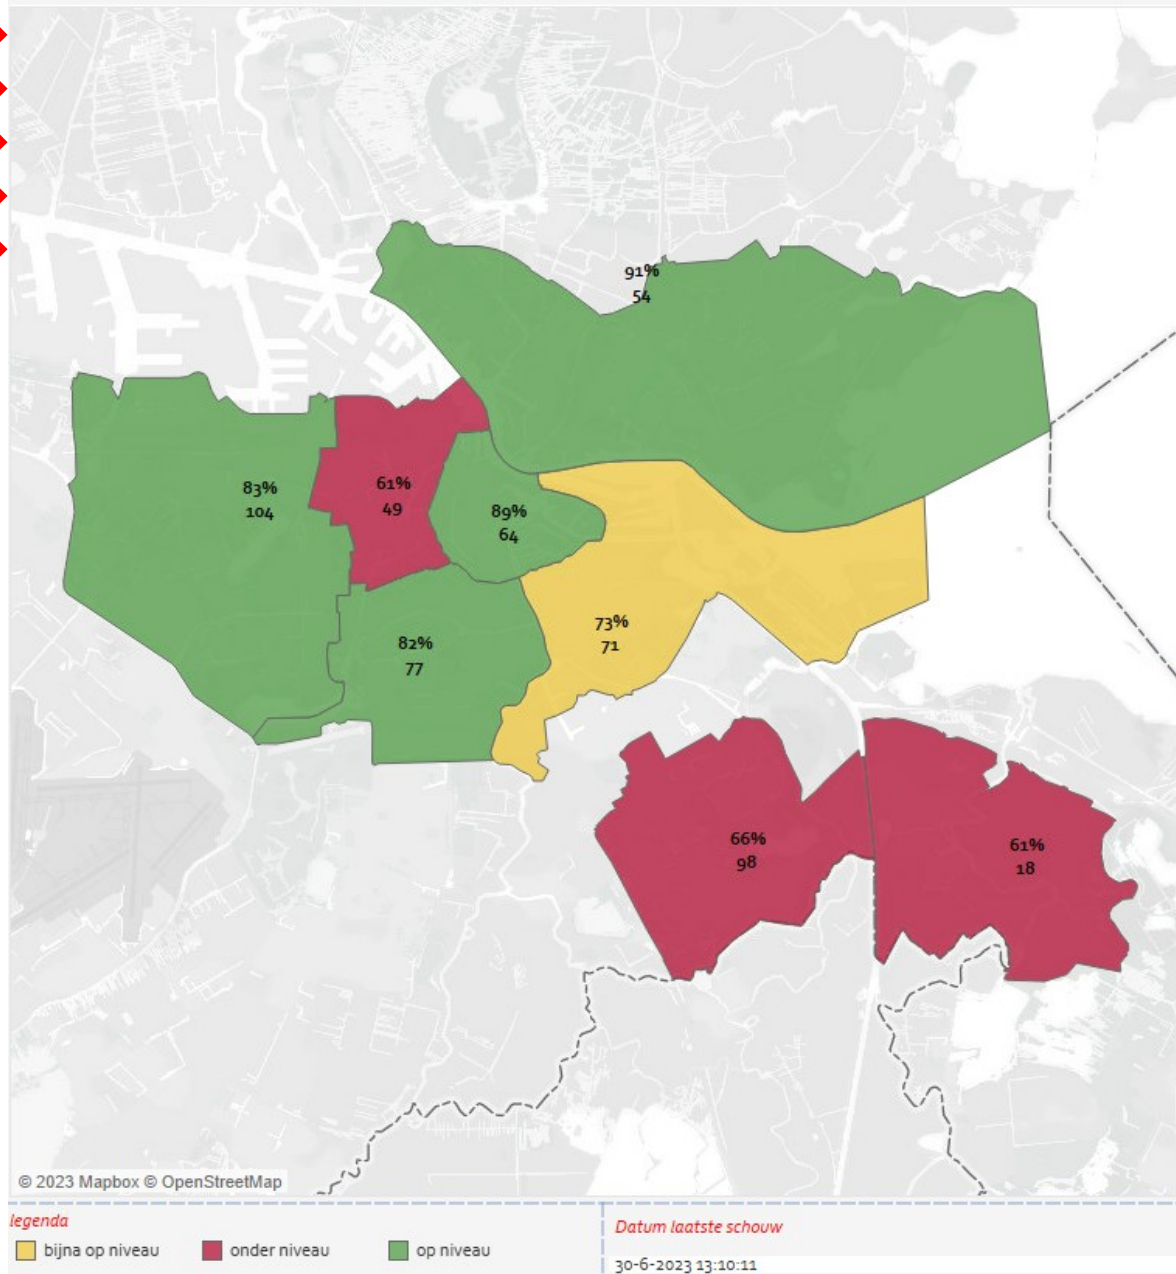 91%
54
83%
104
61%
49
89%
64
73%
71
82%
77
66%
98
61%
18
© 2023 Mapbox © OpenStreetMap
legenda
bijna op niveau
onder niveau
op niveau
Datum laatste schouw
30-6-2023 13:10:11